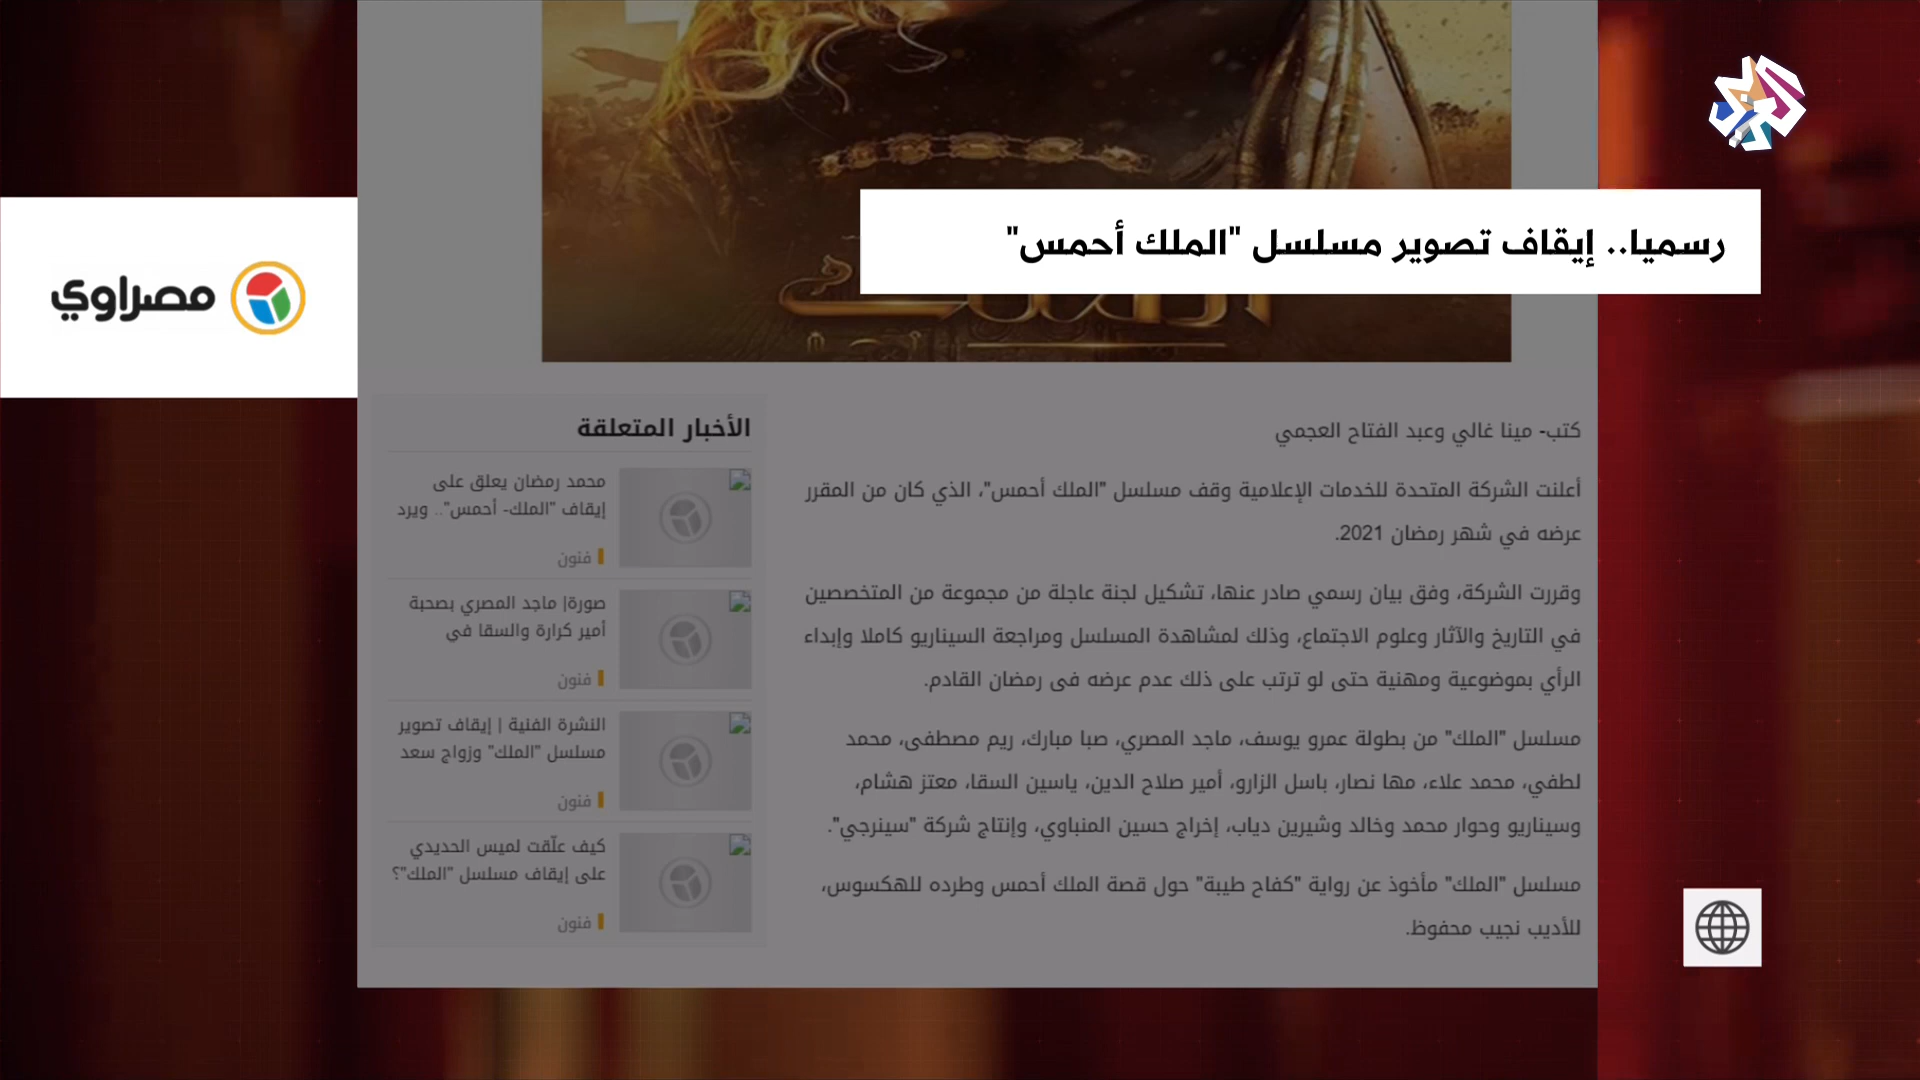 رسميا.. إيقاف تصوير مسلسل "الملك أحمس"
مصراوي
كتب- مينا غالي وعبد الفتاح العجمي
أعلنت الشركة المتحدة للخدمات الإعلامية وقف مسلسل "الملك أحمس"، الذي كان من المقرر
عرضه في شهر رمضان 2021.
وقررت الشركة، وفق بيان رسمي صادر عنها، تشكيل لجنة عاجلة من مجموعة من المتخصصين
في التاريخ والآثار وعلوم الاجتماع، وذلك لمشاهدة المسلسل ومراجعة السيناريو كاملا وإبداء
الرأي بموضوعية ومهنية حتى لو ترتب على ذلك عدم عرضه فى رمضان القادم.
مسلسل "الملك" من بطولة عمرو يوسف، ماجد المصري، صبا مبارك، ريم مصطفى، محمد
لطفي، محمد علاء، مها نصار، باسل الزارو، أمير صلاح الدين، ياسين السقا، معتز هشام،
وسيناريو وحوار محمد وخالد وشيرين دياب، إخراج حسين المنباوي، وإنتاج شركة "سينرجي".
مسلسل "الملك" مأخوذ عن رواية "كفاح طيبة" حول قصة الملك أحمس وطرده للهكسوس،
للأديب نجيب محفوظ.
الأخبار المتعلقة
محمد رمضان يعلق على
إيقاف "الملك- أحمس".. ويرد
فنون
صورة| ماجد المصري بصحبة
أمير كرارة والسقا في
فنون
النشرة الفنية | إيقاف تصوير
مسلسل "الملك" وزواج سعد
فنون
كيف علّقت لميس الحديدي
على إيقاف مسلسل "الملك"؟
فنون